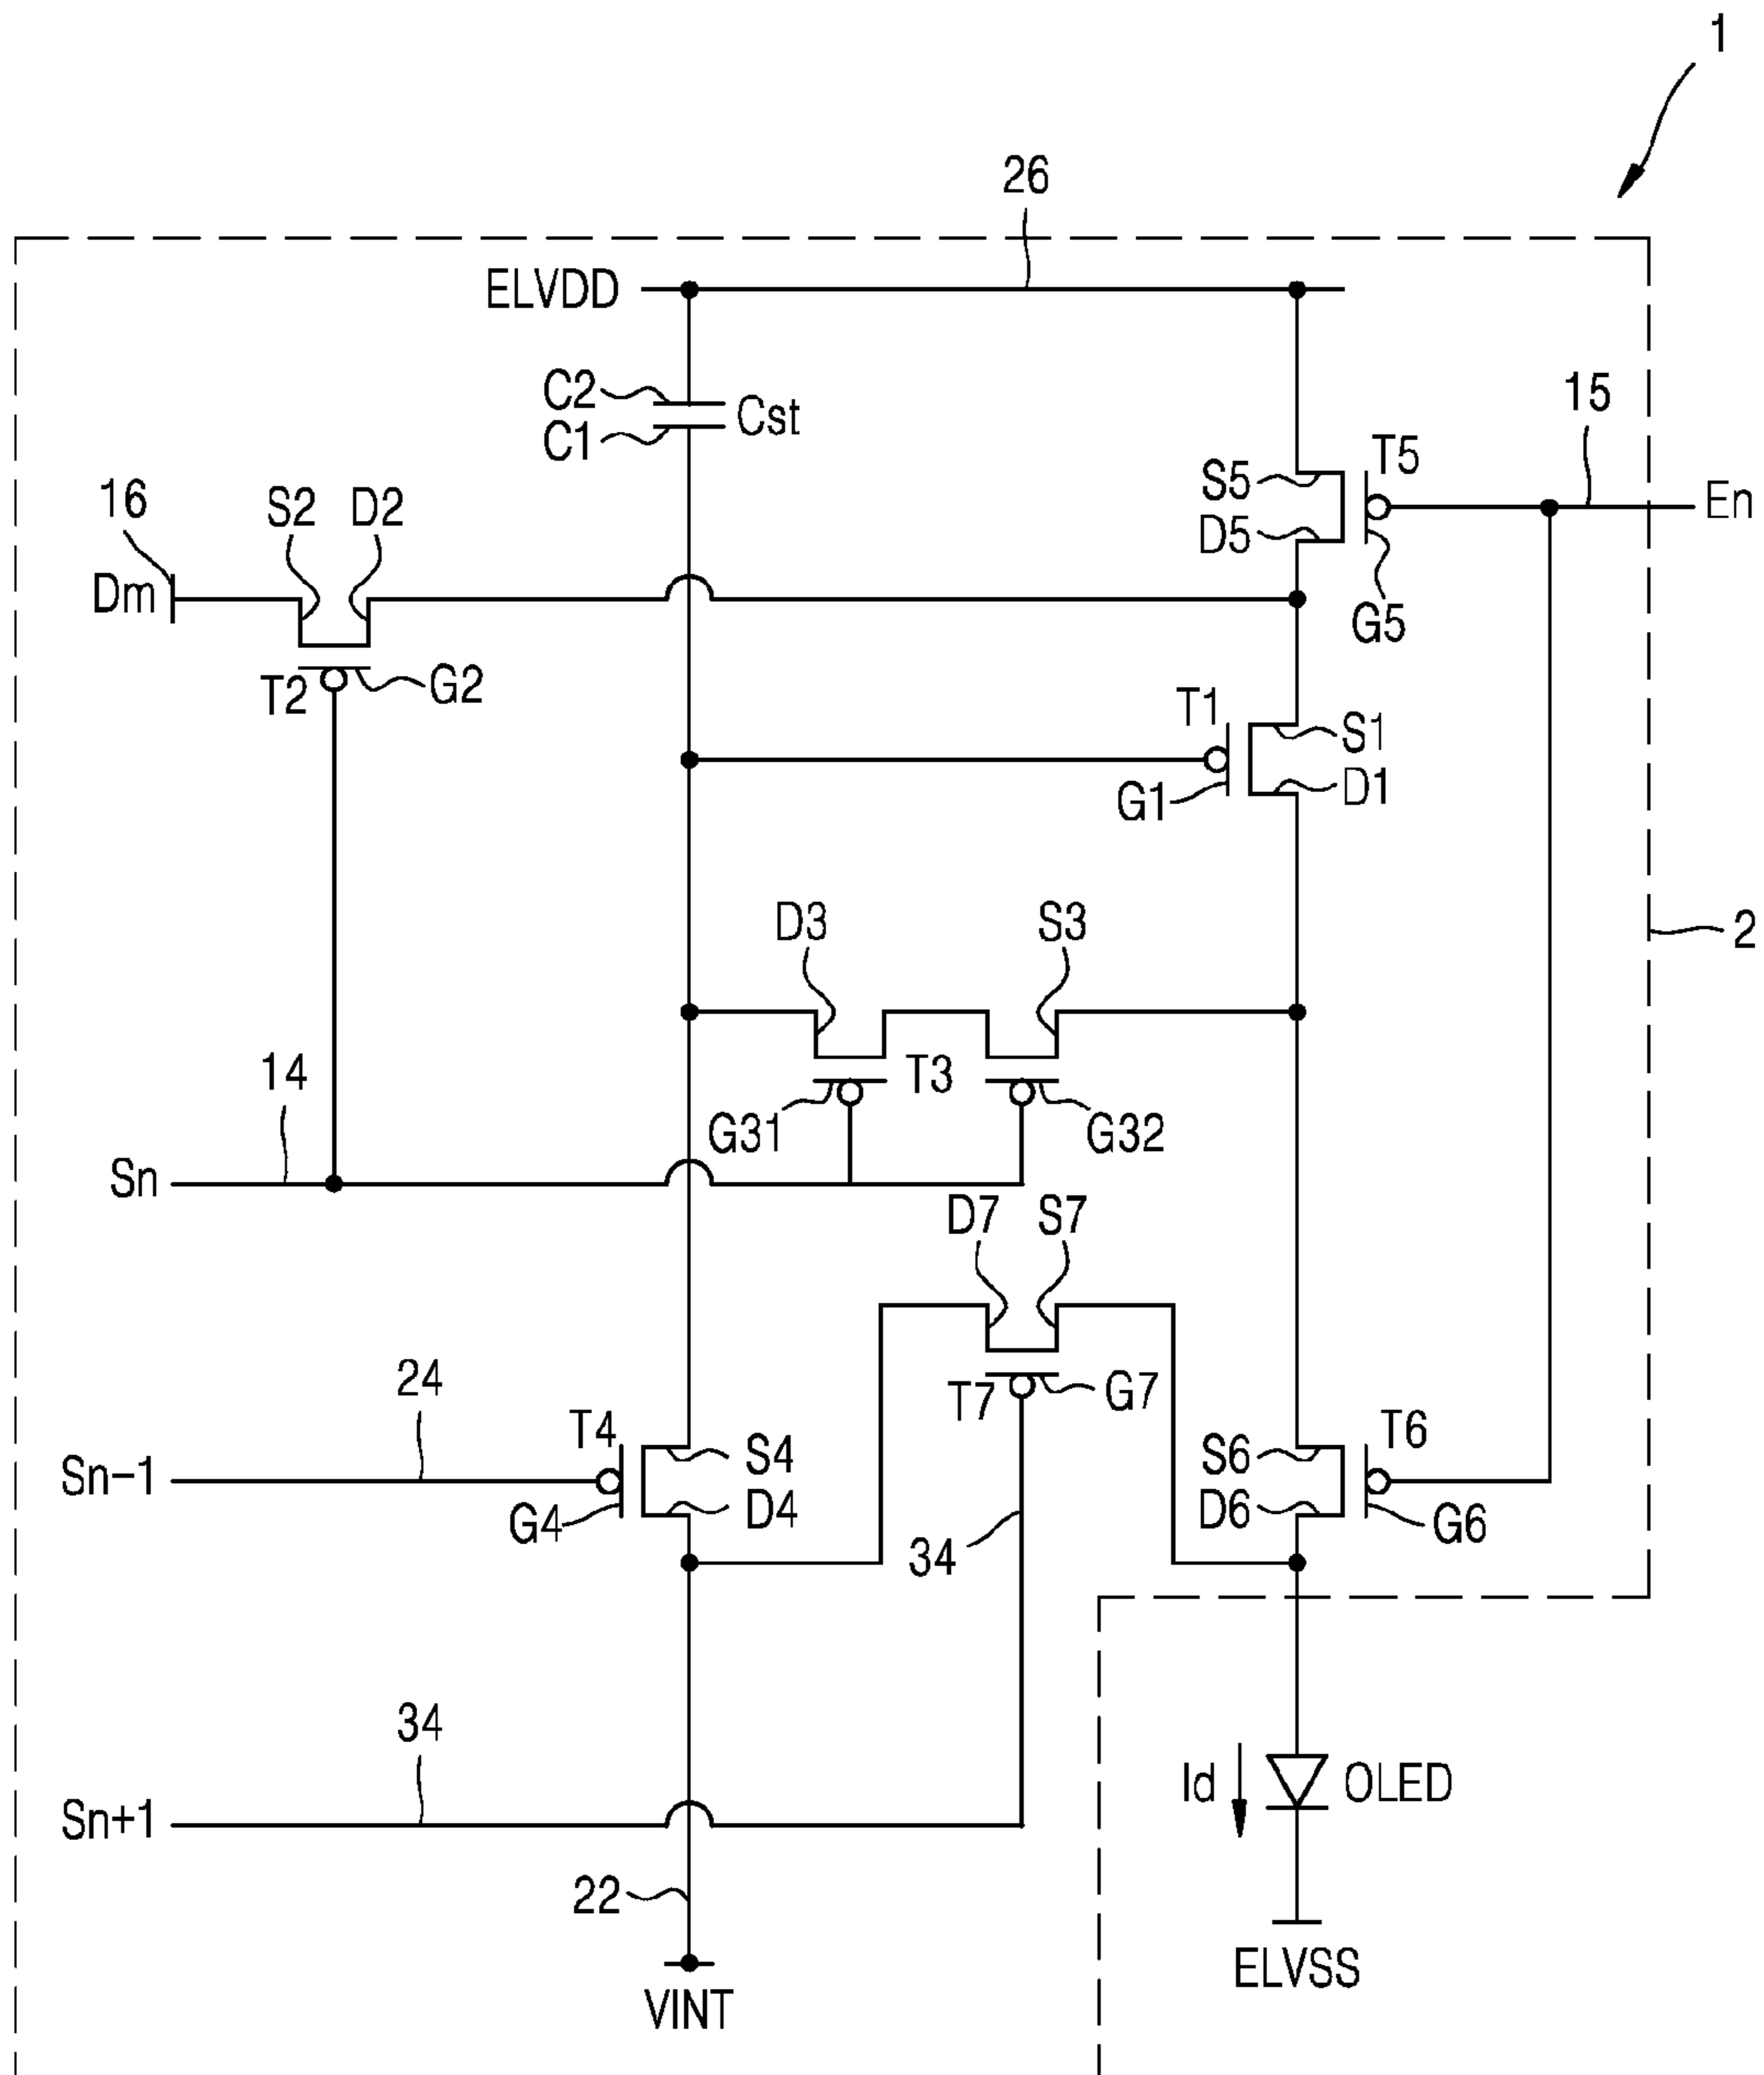 1
26
ELVDD
C2
Cst
C1
15
T5
S5
En
16
S2 D2
D5
Dm
G5
T2
G2
T1
S1
G1
D1
D3
S3
2
14
T3
G31
G32
Sn
D7 S7
24
T4
T7
G7
T6
Sn-1
S4
S6
G4
D4
D6
G6
34
34
Id
OLED
Sn+1
22
ELVSS
VINT